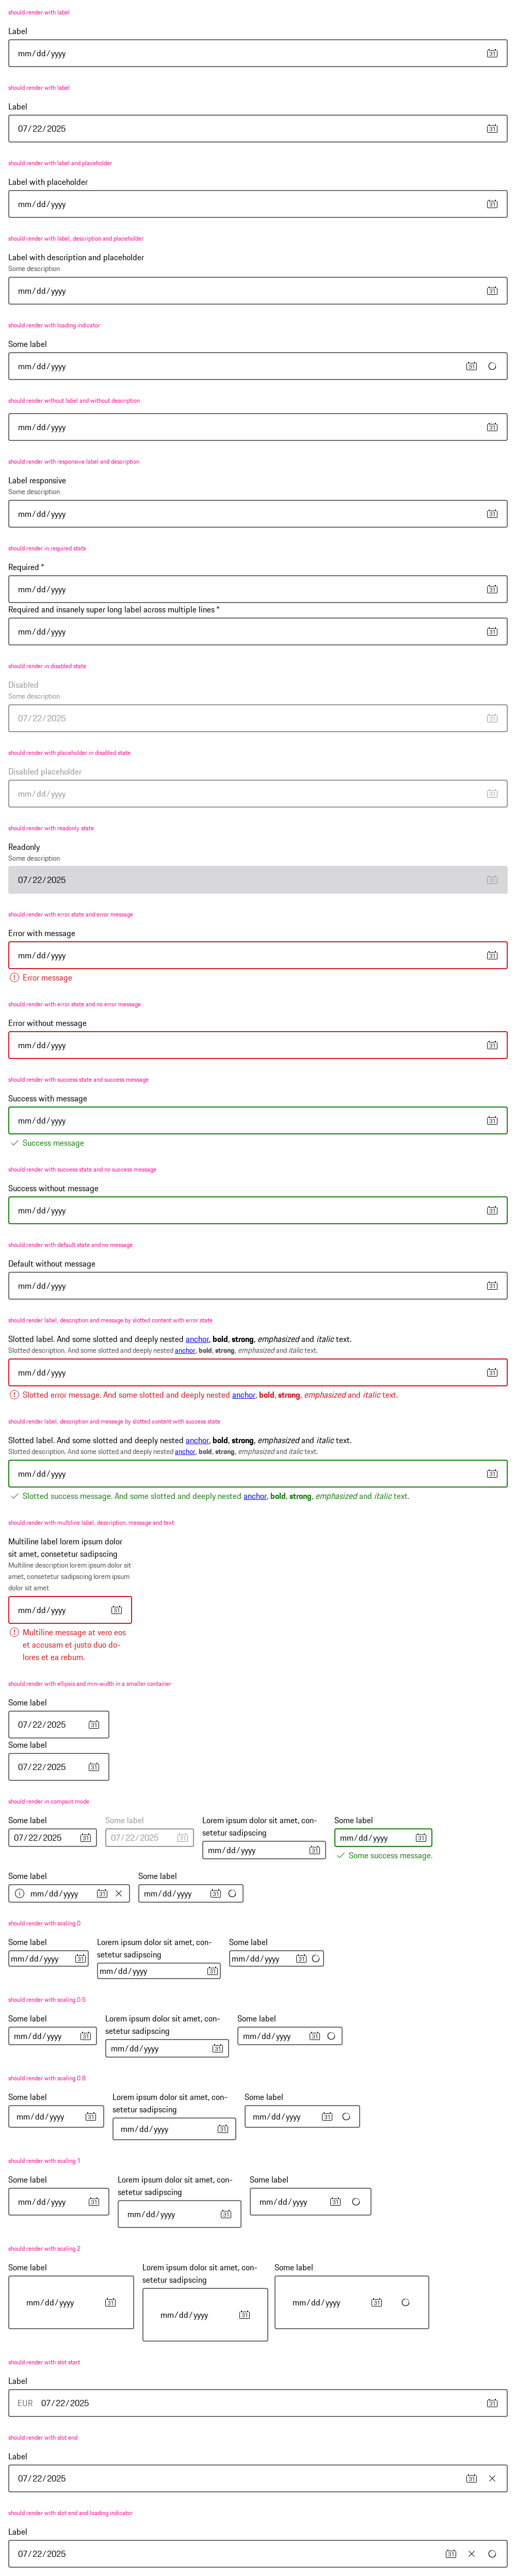 should render with label
Label
mm/dd/yyyy
should render with label
Label
07/22/2025
should render with label and placeholder
Label with placeholder
mm/dd/yyyy
should render with label, description and placeholder
Label with description and placeholder
Some description
mm/dd/yyyy
should render with loading indicator
Some label
mm/dd/yyyy
should render without label and without description
mm/dd/yyyy
should render with responsive label and description
Label responsive
Some description
mm/dd/yyyy
should render in required state
Required *
mm/dd/yyyy
Required and insanely super long label across multiple lines *
mm/dd/yyyy
should render in disabled state
Disabled
Some description
07/22/2025
should render with placeholder in disabled state
Disabled placeholder
mm/dd/yyyy
should render with readonly state
Readonly
Some description
07/22/2025
should render with error state and error message
Error with message
mm/dd/yyyy
Error message
should render with error state and no error message
Error without message
mm/dd/yyyy
should render with success state and success message
Success with message
mm/dd/yyyy
Success message
should render with success state and no success message
Success without message
mm/dd/yyyy
should render with default state and no message
Default without message
mm/dd/yyyy
should render label, description and message by slotted content with error state
Slotted label. And some slotted and deeply nested anchor, bold, strong, emphasized and italic text.
Slotted description. And some slotted and deeply nested anchor, bold, strong, emphasized and italic text.
mm/dd/yyyy
Slotted error message. And some slotted and deeply nested anchor, bold, strong, emphasized and italic text.
should render label, description and message by slotted content with success state
Slotted label. And some slotted and deeply nested anchor, bold, strong, emphasized and italic text.
Slotted description. And some slotted and deeply nested anchor, bold, strong, emphasized and italic text.
mm/dd/yyyy
Slotted success message. And some slotted and deeply nested anchor, bold, strong, emphasized and italic text.
should render with multiline label, description, message and text
Multiline label lorem ipsum dolor
sit amet, consetetur sadipscing
Multiline description lorem ipsum dolor sit
amet, consetetur sadipscing lorem ipsum
dolor sit amet
mm/dd/yyyy
Multiline message at vero eos
et accusam et justo duo do-
lores et ea rebum.
should render with ellipsis and min-width in a smaller container
Some label
07/22/2025
Some label
07/22/2025
should render in compact mode
Some label
07/22/2025
Some label
07/22/2025
Lorem ipsum dolor sit amet, con-
setetur sadipscing
mm/dd/yyyy
Some label
mm/dd/yyyy
Some success message.
Some label
mm/dd/yyyy
Some label
mm/dd/yyyy
should render with scaling 0
Some label
mm/dd/yyyy
Lorem ipsum dolor sit amet, con-
setetur sadipscing
mm/dd/yyyy
Some label
mm/dd/yyyy
should render with scaling 0.5
Some label
mm/dd/yyyy
Lorem ipsum dolor sit amet, con-
setetur sadipscing
mm/dd/yyyy
Some label
mm/dd/yyyy
should render with scaling 0.8
Some label
mm/dd/yyyy
Lorem ipsum dolor sit amet, con-
setetur sadipscing
mm/dd/yyyy
Some label
mm/dd/yyyy
should render with scaling 1
Some label
mm/dd/yyyy
Lorem ipsum dolor sit amet, con-
setetur sadipscing
mm/dd/yyyy
Some label
mm/dd/yyyy
should render with scaling 2
Some label
mm/dd/yyyy
Lorem ipsum dolor sit amet, con-
setetur sadipscing
mm/dd/yyyy
Some label
mm/dd/yyyy
should render with slot start
Label
EUR 07/22/2025
should render with slot end
Label
07/22/2025
should render with slot end and loading indicator
Label
07/22/2025